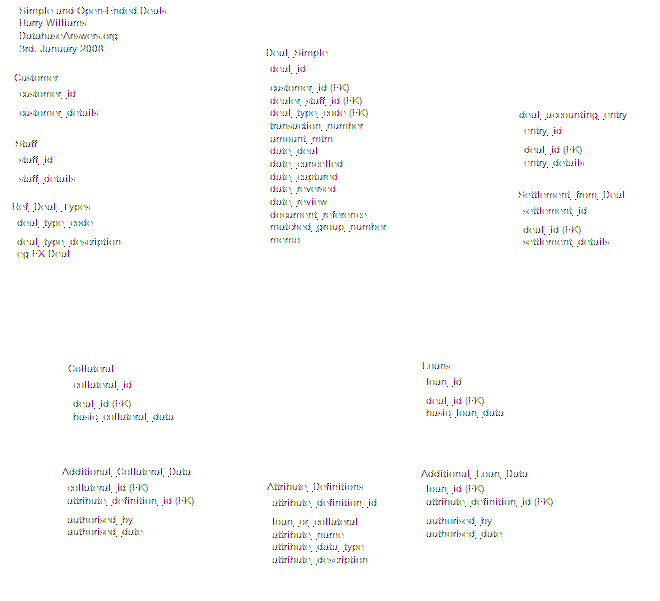 Simple and Open-Ended Deals
Barry Williams
DatabaseAnswers.org
3rd. January 2008
Customer
customer_id
customer_details
Staff
staff_id
staff_details
Ref_Deal_Types
deal_type_code
deal_type_description
eg FX Deal
Deal_Simple
deal_id
customer_id (FK)
dealer_staff_id (FK)
deal_type_code (FK)
transaction_number
amount_mtm
date_deal
date_cancelled
date_captured
date_reversed
date_review
document_reference
matched_group_number
memo
deal_accounting_entry
entry_id
deal_id (FK)
entry_details
Settlement_from_Deal
settlement_id
deal_id (FK)
settlement_details
Collateral
collateral_id
deal_id (FK)
basic_collateral_data
Loans
loan_id
deal_id (FK)
basic_loan_data
Additional_Collateral_Data
collateral_id (FK)
attribute_definition_id (FK)
authorised_by
authorised_date
Attribute_Definitions
attribute_definition_id
loan_or_collateral
attribute_name
attribute_data_type
attribute_description
Additional_Loan_Data
loan_id (FK)
attribute_definition_id (FK)
authorised_by
authorised_date